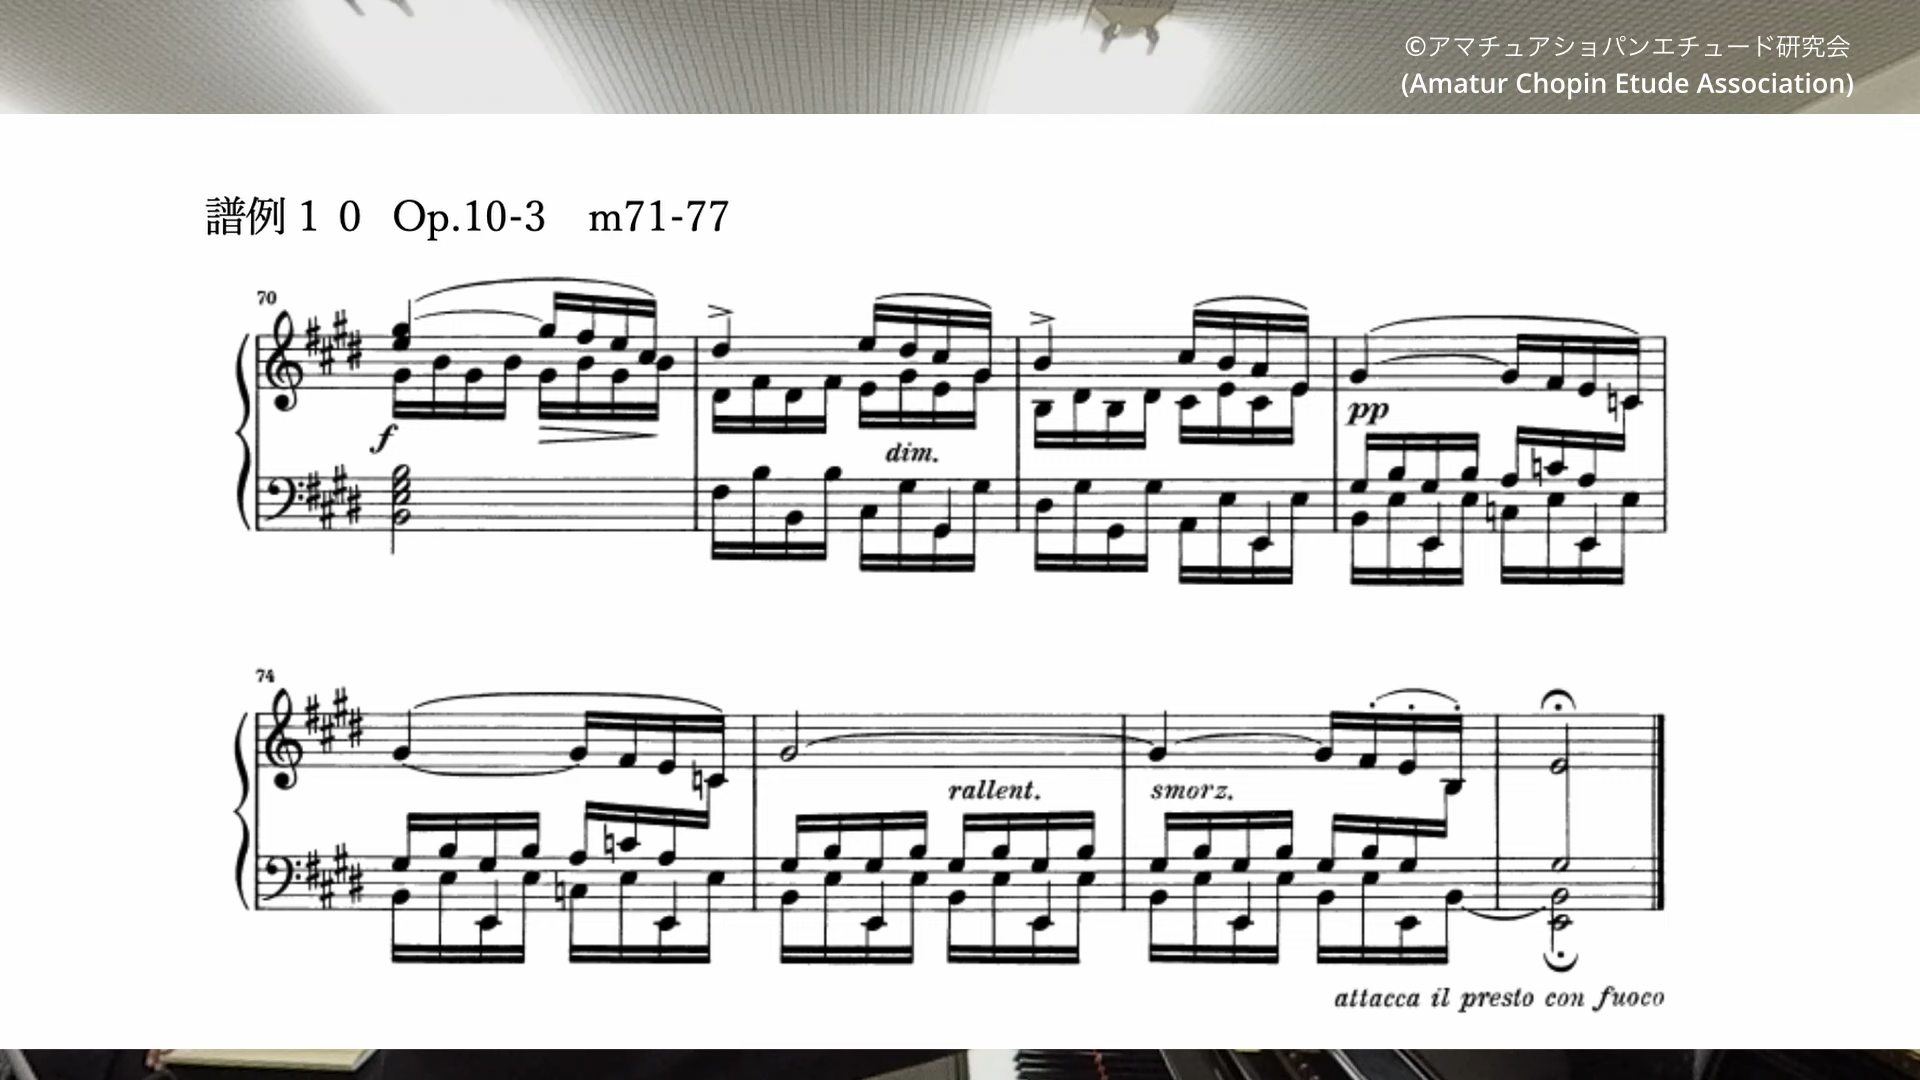 ©アマチュアショパンエチュード研究会
(Amatur Chopin Etude Association)
譜例１０ Op.10-3 m71-77
70
f
dim.
pp
74
rallent.
smorz.
attacca il presto con fuoco